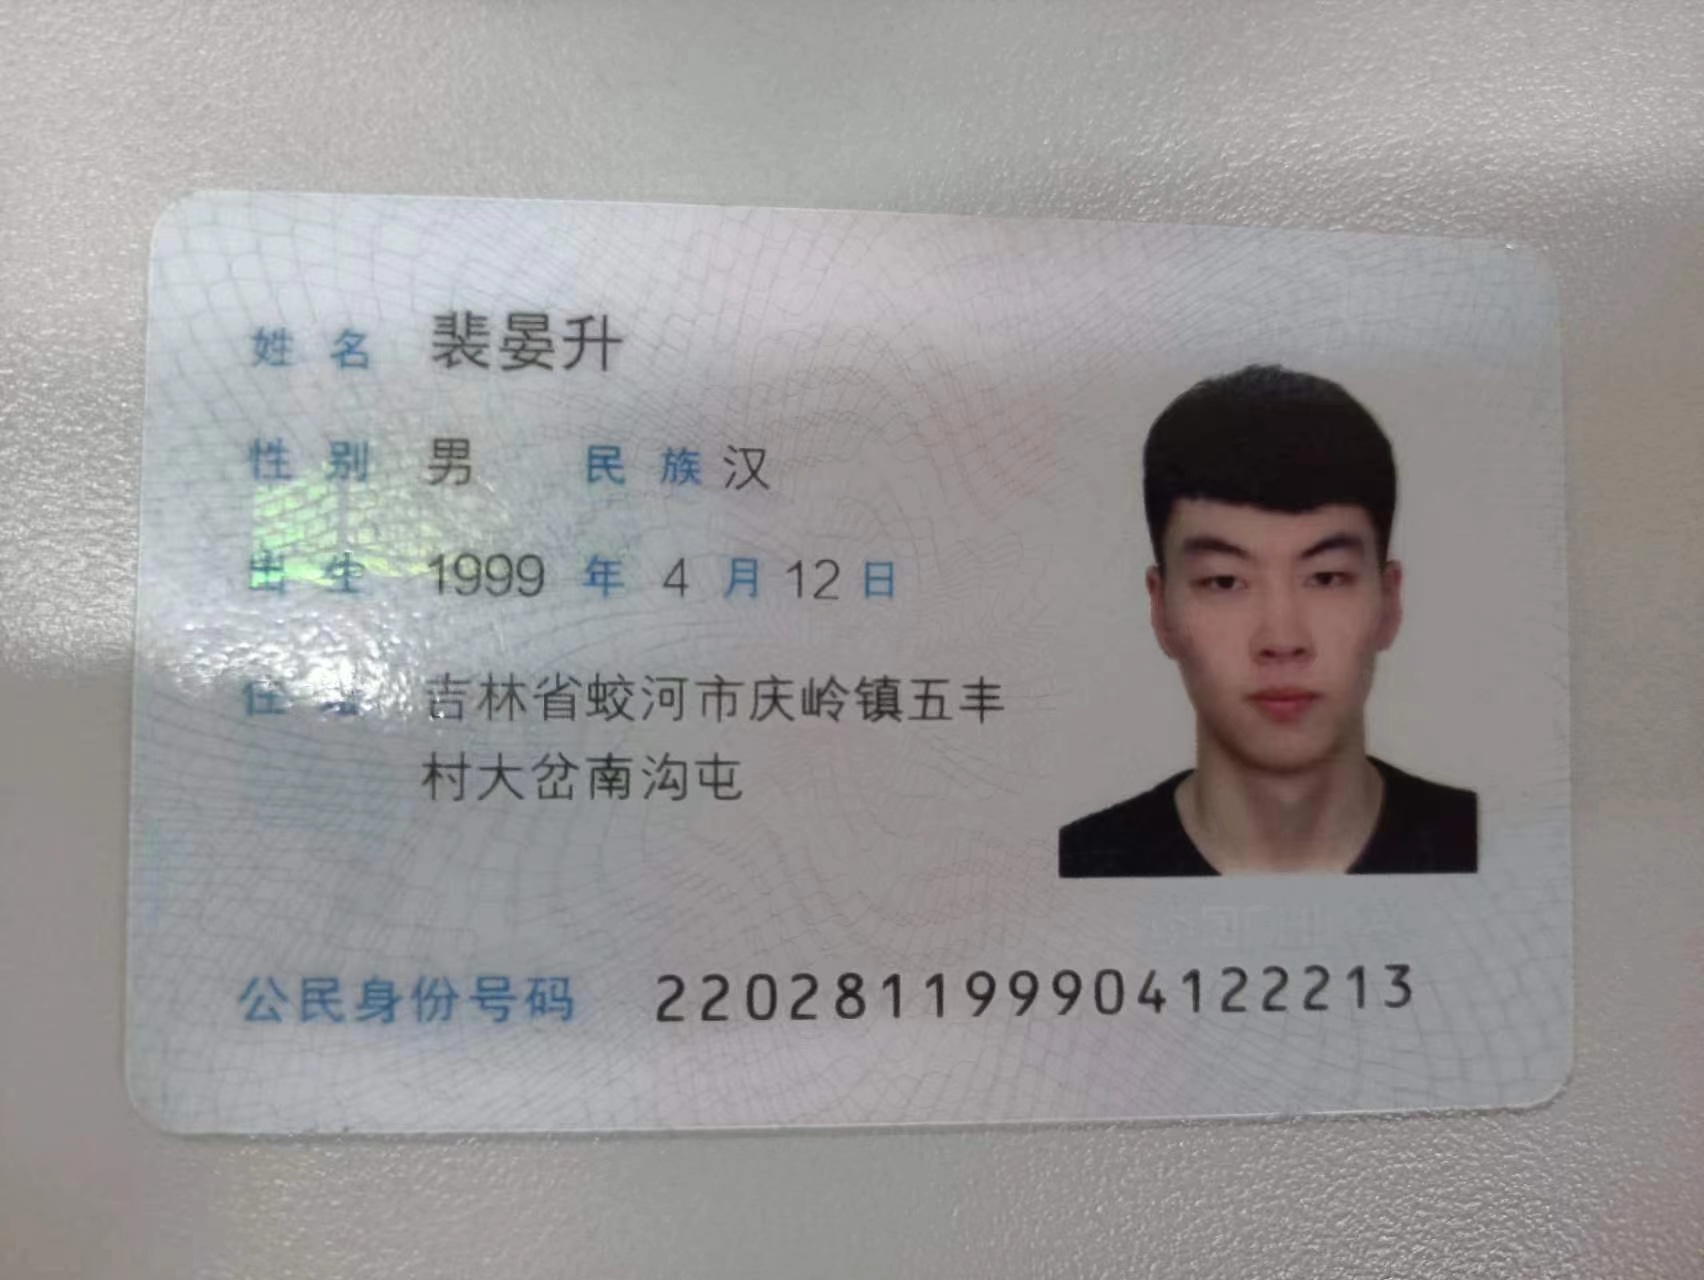 姓名 裴晏升
性别 男 民族 汉
出生 1999 年 4 月 12 日
住址 吉林省蛟河市庆岭镇五丰
村大岔南沟屯
公民身份号码 220281199904122213